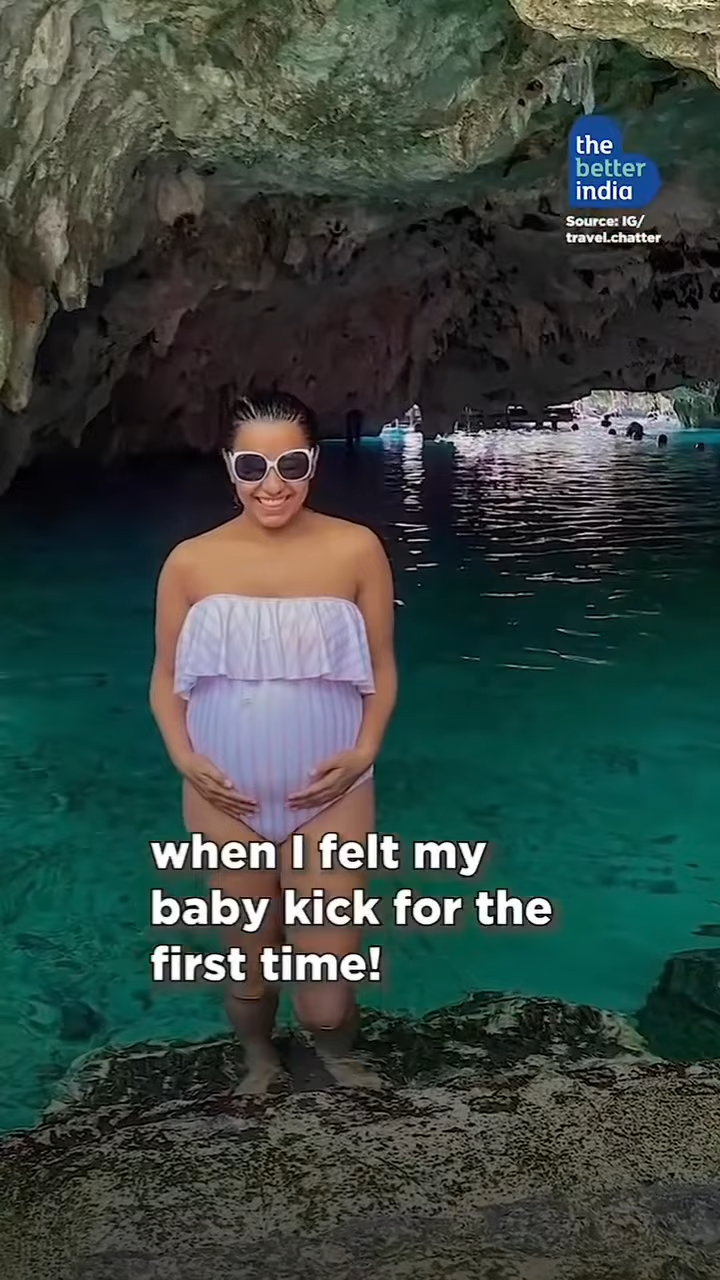 the
better
india
Source: IG/
travel.chatter
when I felt my
baby kick for the
first time!